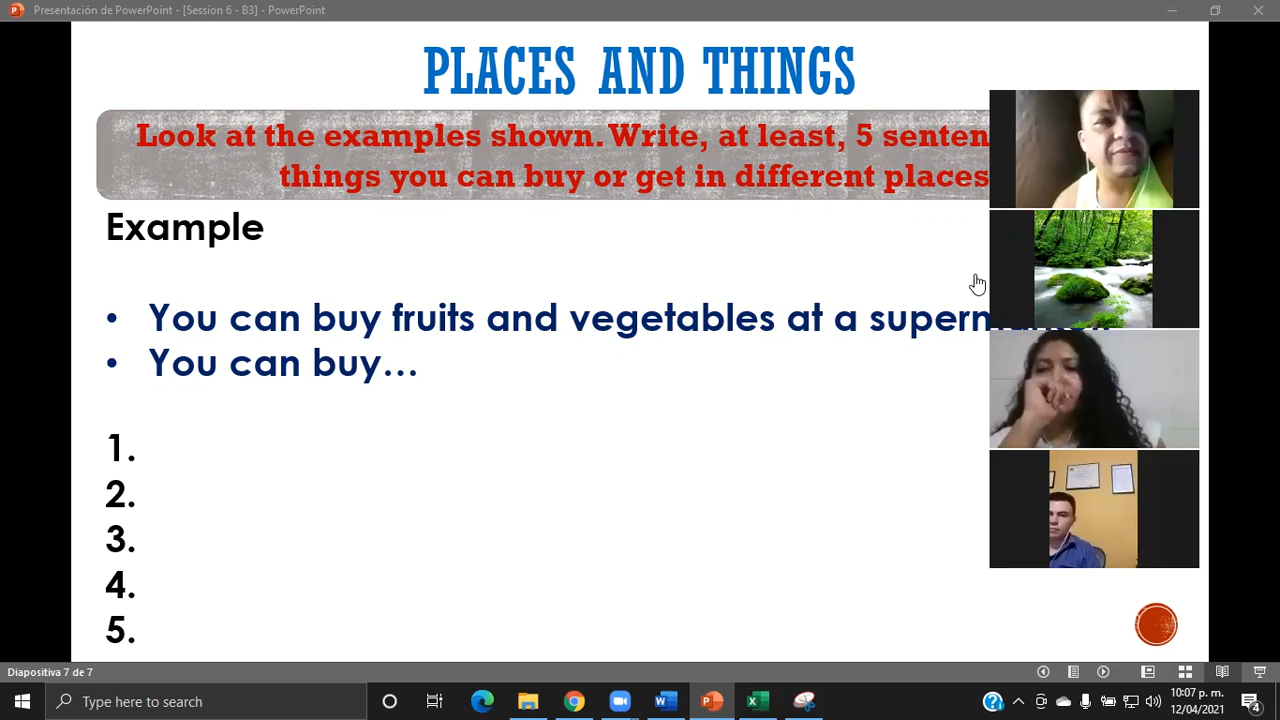 Presentación de PowerPoint - [Session 6 - B3] - PowerPoint
PLACES AND THINGS
Look at the examples shown. Write, at least, 5
things you can buy or get in different places
Example
• You can buy fruits and vegetables at a
• You can buy…
1.
2.
3.
4.
5.
Diapositiva 7 de 7
Type here to search
10:07 p. m.
12/04/2021
4